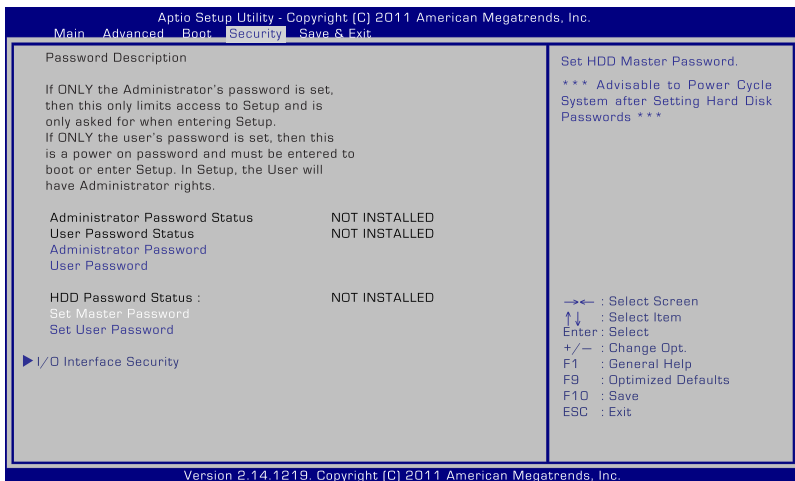 Aptio Setup Utility - Copyright (C) 2011 American Megatrends, Inc.
Main Advanced Boot Security Save & Exit
Password Description
If ONLY the Administrator's password is set,
then this only limits access to Setup and is
only asked for when entering Setup.
If ONLY the user's password is set, then this
is a power on password and must be entered to
boot or enter Setup. In Setup, the User will
have Administrator rights.
Administrator Password Status NOT INSTALLED
User Password Status NOT INSTALLED
Administrator Password
User Password
HDD Password Status : NOT INSTALLED
Set Master Password
Set User Password
I/O Interface Security
Set HDD Master Password.
*** Advisable to Power Cycle
System after Setting Hard Disk
Passwords ***
→← : Select Screen
↑↓ : Select Item
Enter : Select
+/— : Change Opt.
F1 : General Help
F9 : Optimized Defaults
F10 : Save
ESC : Exit
Version 2.14.1219. Copyright (C) 2011 American Megatrends, Inc.